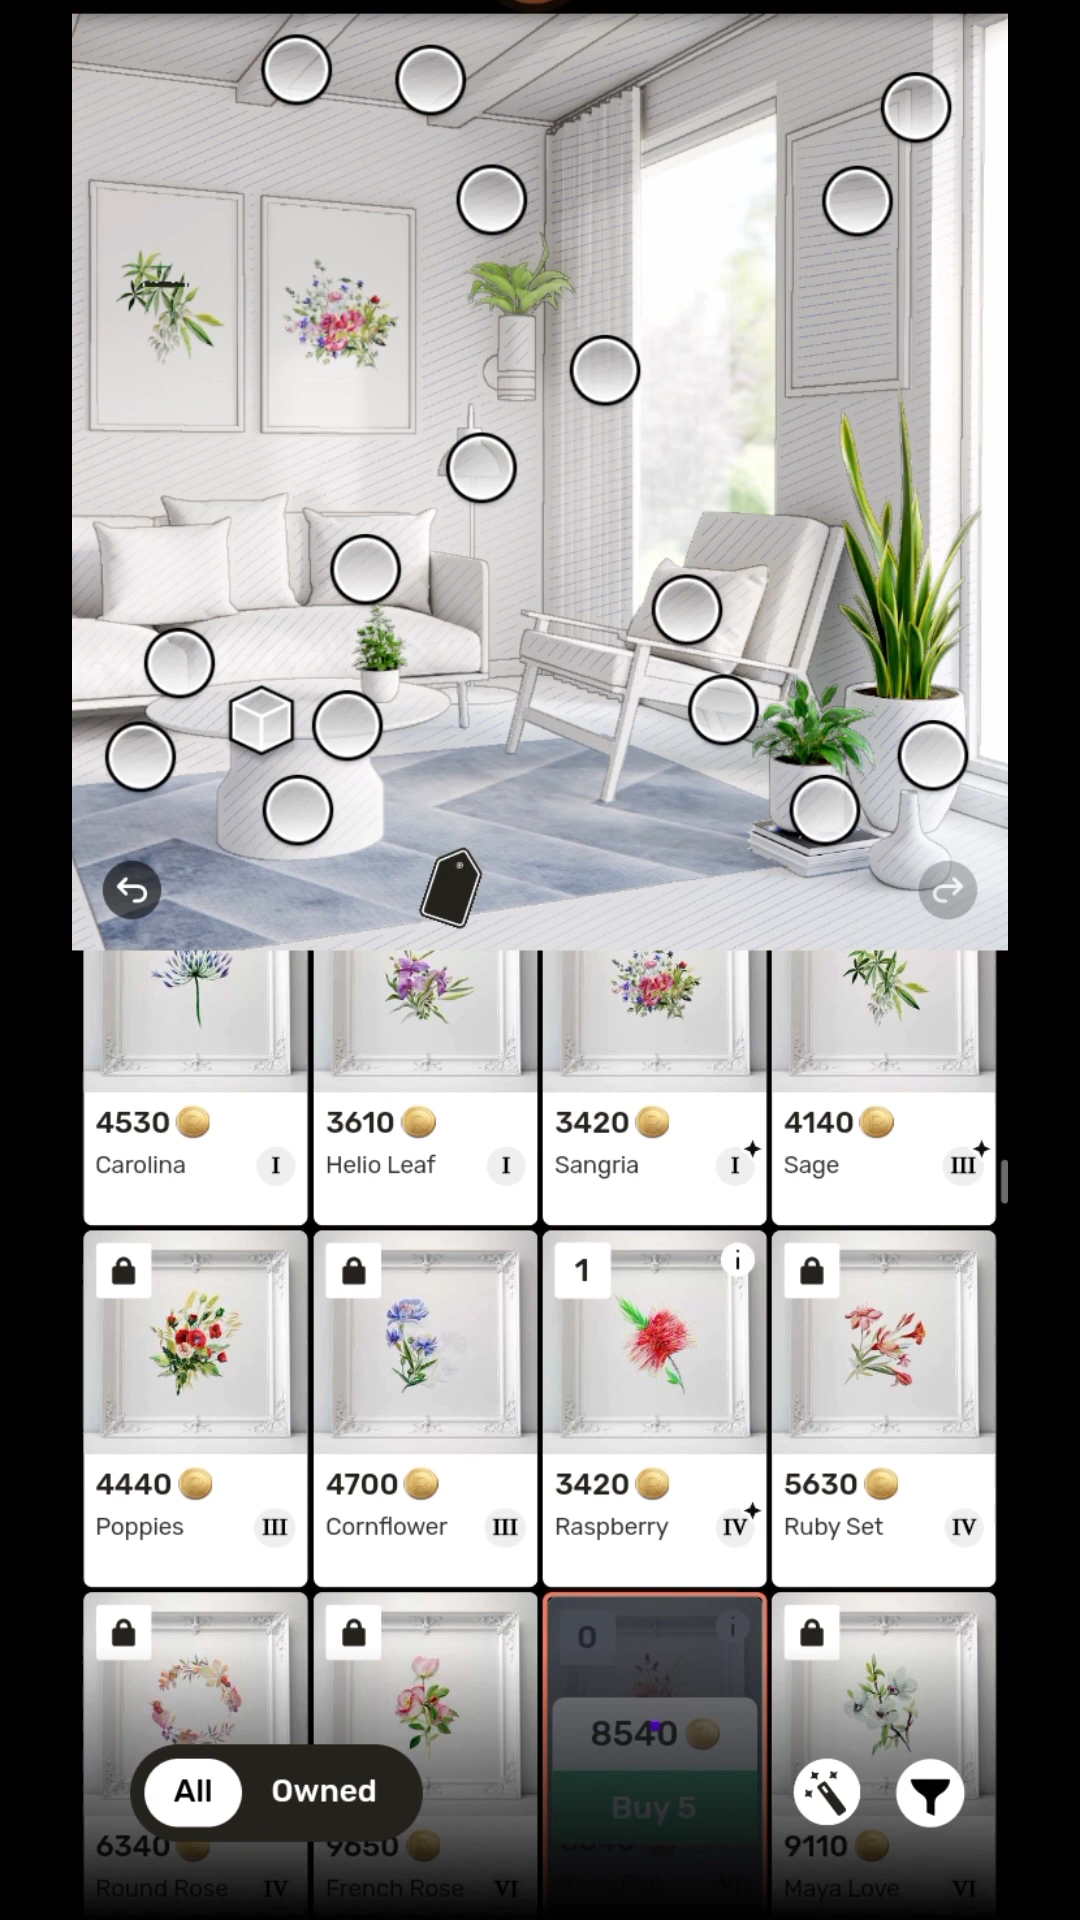 4530
Carolina I
3610
Helio Leaf I
3420
Sangria I
4140
Sage III
4440
Poppies III
4700
Cornflower III
1 i
3420
Raspberry IV
5630
Ruby Set IV
6340
Round Rose IV
9650
French Rose VI
0 i
8540
Buy 5
9110
Maya Love VI
All Owned